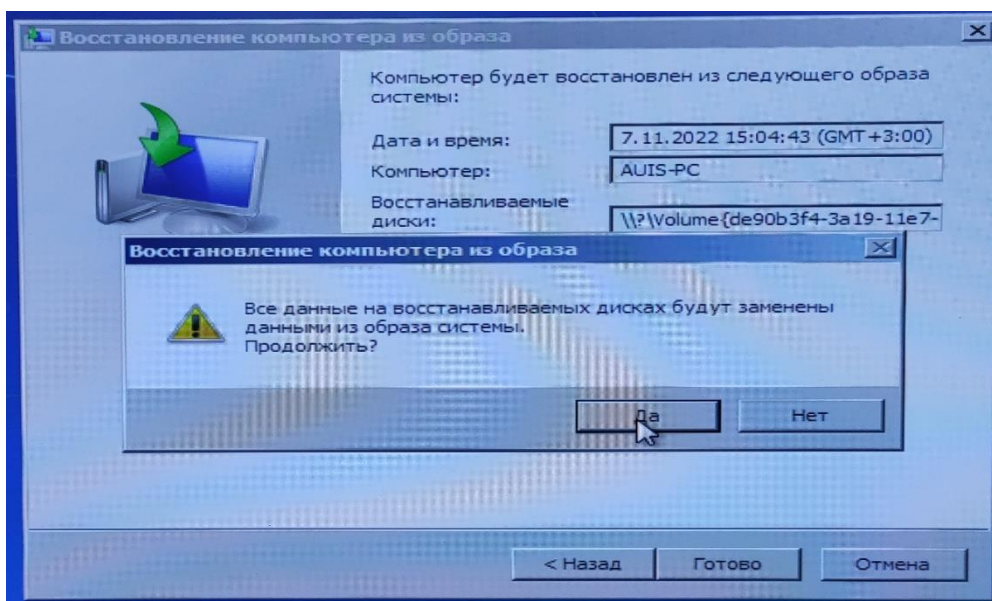 Восстановление компьютера из образа
Компьютер будет восстановлен из следующего образа
системы:
Дата и время:
7.11.2022 15:04:43 (GMT+3:00)
Компьютер:
AUIS-PC
Восстанавливаемые
диски:
\\?\Volume{de90b3f4-3a19-11e7-
Восстановление компьютера из образа
Все данные на восстанавливаемых дисках будут заменены
данными из образа системы.
Продолжить?
Да
Нет
< Назад
Готово
Отмена